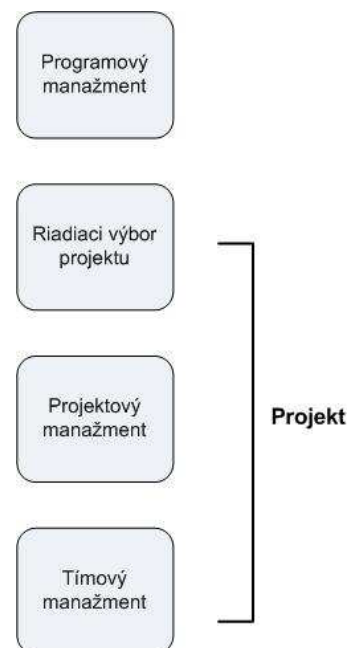 Programový
manažment
Riadiaci výbor
projektu
Projektový
manažment
Projekt
Tímový
manažment